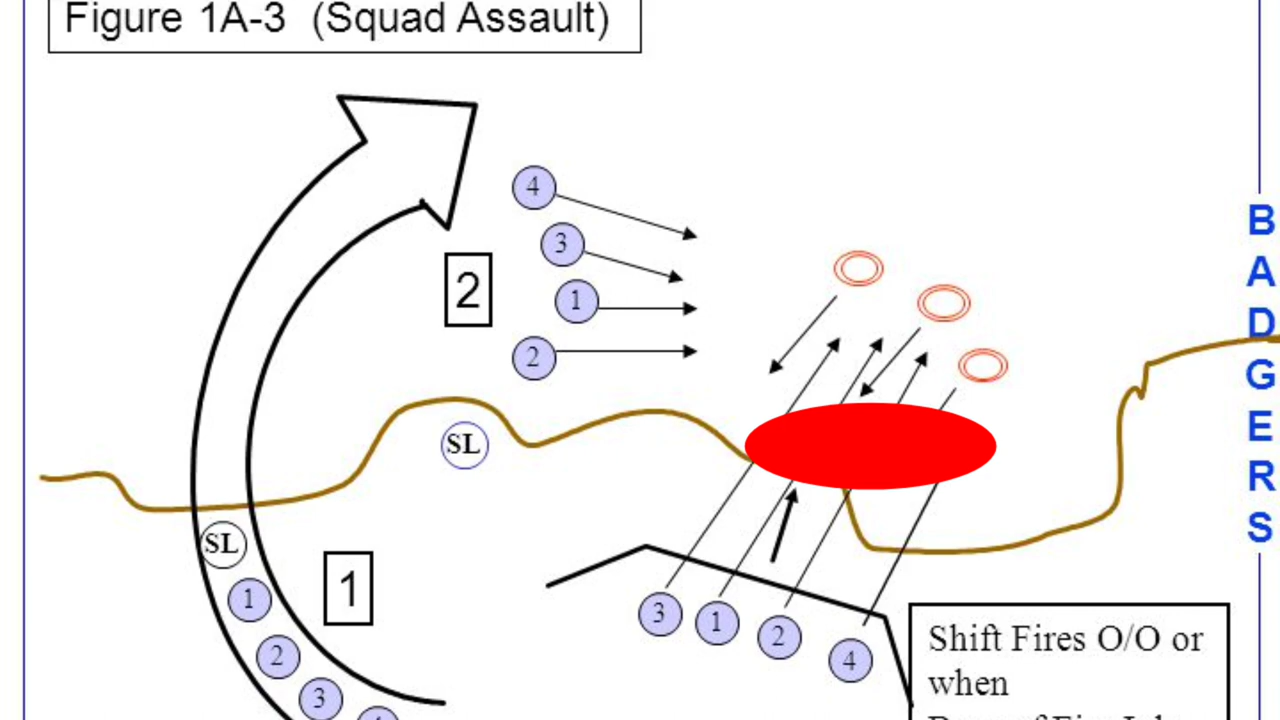 Figure 1A-3 (Squad Assault)
4
3
1
2
2
SL
SL
1
1
2
3
3
1
2
4
Shift Fires O/O or
when
B
A
D
G
E
R
S